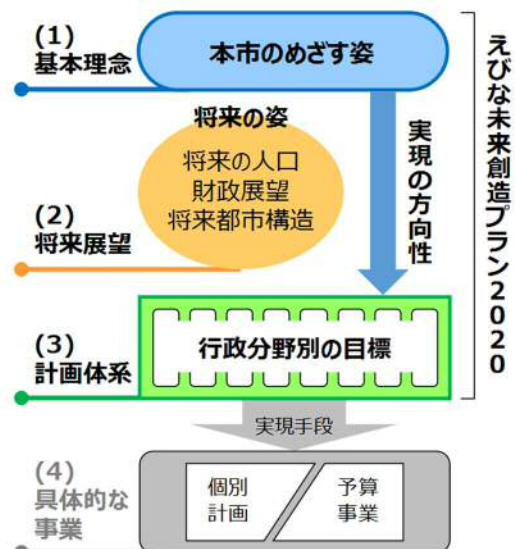 (1)
基本理念
本市のめざす姿
将来の姿
将来の人口
財政展望
将来都市構造
実現の方向性
(2)
将来展望
(3)
計画体系
行政分野別の目標
実現手段
(4)
具体的な
事業
個別
計画
予算
事業
えびな未来創造プラン2020